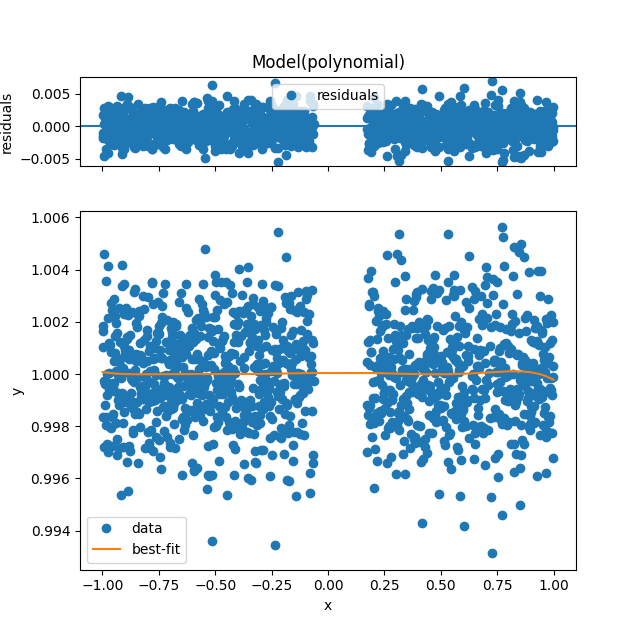 Model(polynomial)
residuals
0.005
0.000
−0.005
residuals
1.006
1.004
1.002
1.000
0.998
0.996
0.994
y
data
best-fit
−1.00 −0.75 −0.50 −0.25 0.00 0.25 0.50 0.75 1.00
x